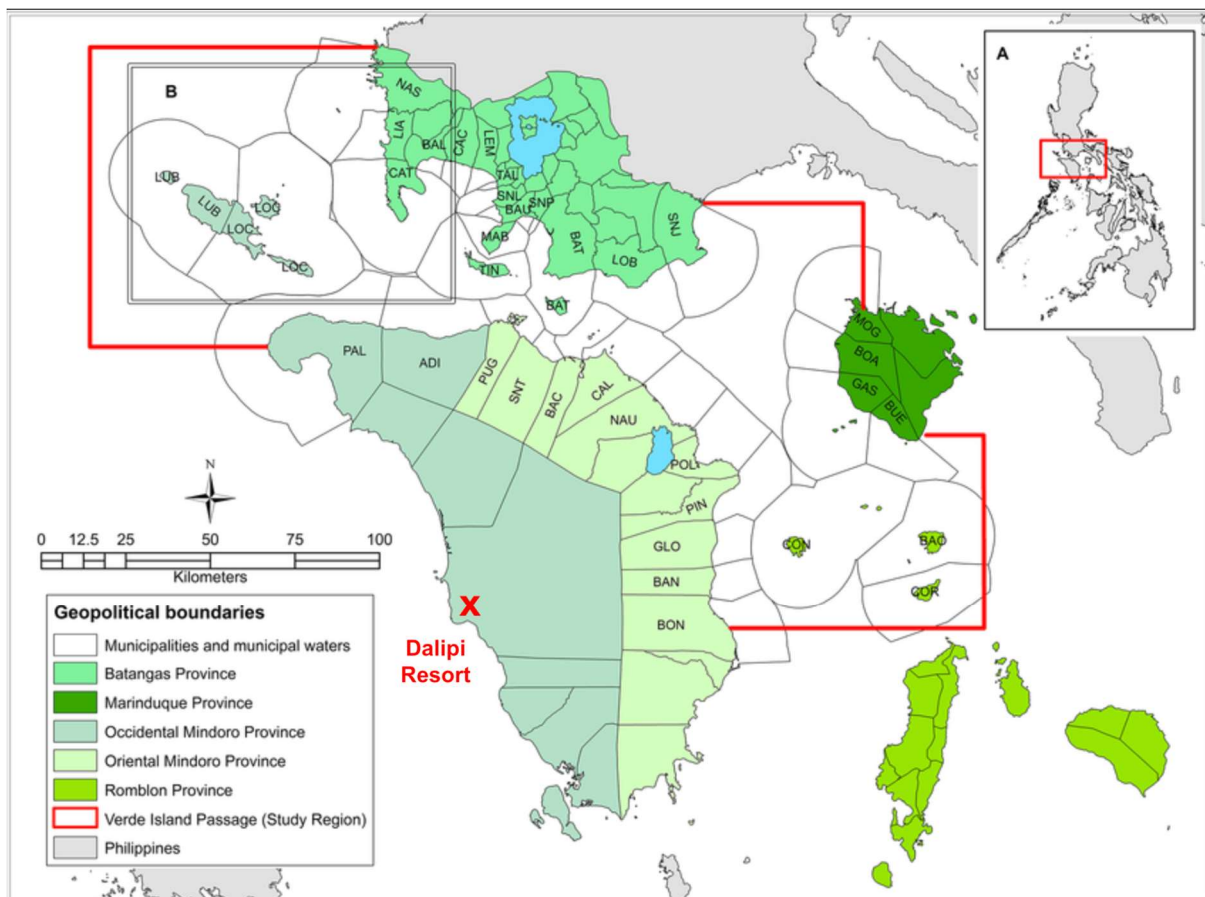 A
B
NAS
LIA
BAL
CAC
LEM
CAT
TAL
SNL
BAU
SNP
MAB
TIN
BAT
LOB
SNJ
BAT
LUB
LUB
LOC
LOC
LOC
PAL
ADI
PUG
SNT
BAC
CAL
NAU
POL
PIN
GLO
BAN
BON
MOG
BOA
GAS
BUE
CON
BAO
COR
N
0 12.5 25 50 75 100
Kilometers
X
Dalipi
Resort
Geopolitical boundaries
Municipalities and municipal waters
Batangas Province
Marinduque Province
Occidental Mindoro Province
Oriental Mindoro Province
Romblon Province
Verde Island Passage (Study Region)
Philippines